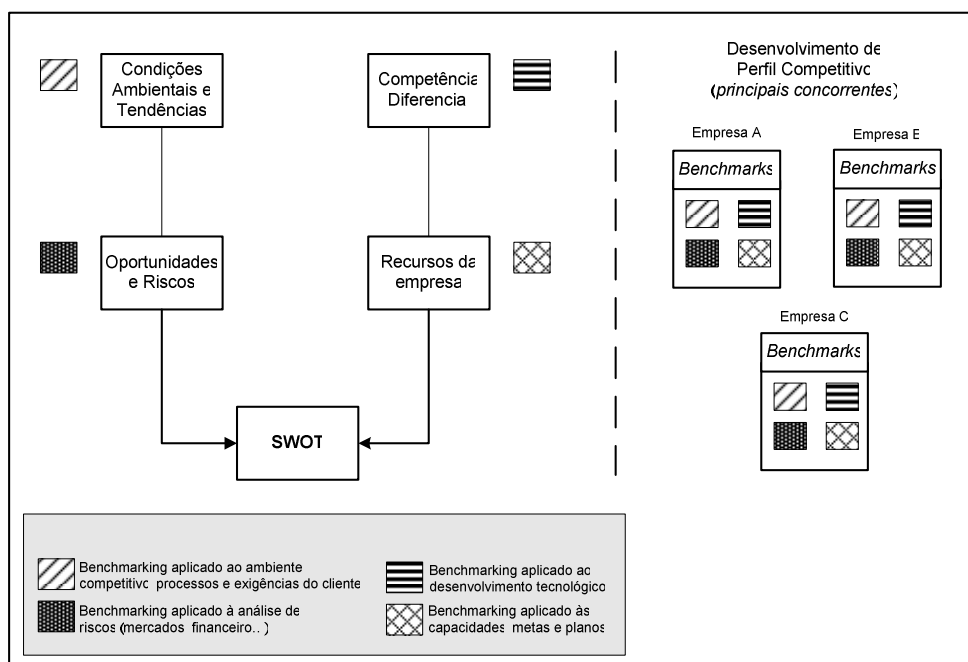 Condições
Ambientais e
Tendências
Competência
Diferencia
Oportunidades
e Riscos
Recursos da
empresa
SWOT
Desenvolvimento de
Perfil Competitivo
(principais concorrentes)
Empresa A
Benchmarks
Empresa B
Benchmarks
Empresa C
Benchmarks
Benchmarking aplicado ao ambiente
competitivo processos e exigências do cliente
Benchmarking aplicado à análise de
riscos (mercados financeiro..)
Benchmarking aplicado ao
desenvolvimento tecnológico
Benchmarking aplicado às
capacidades metas e planos